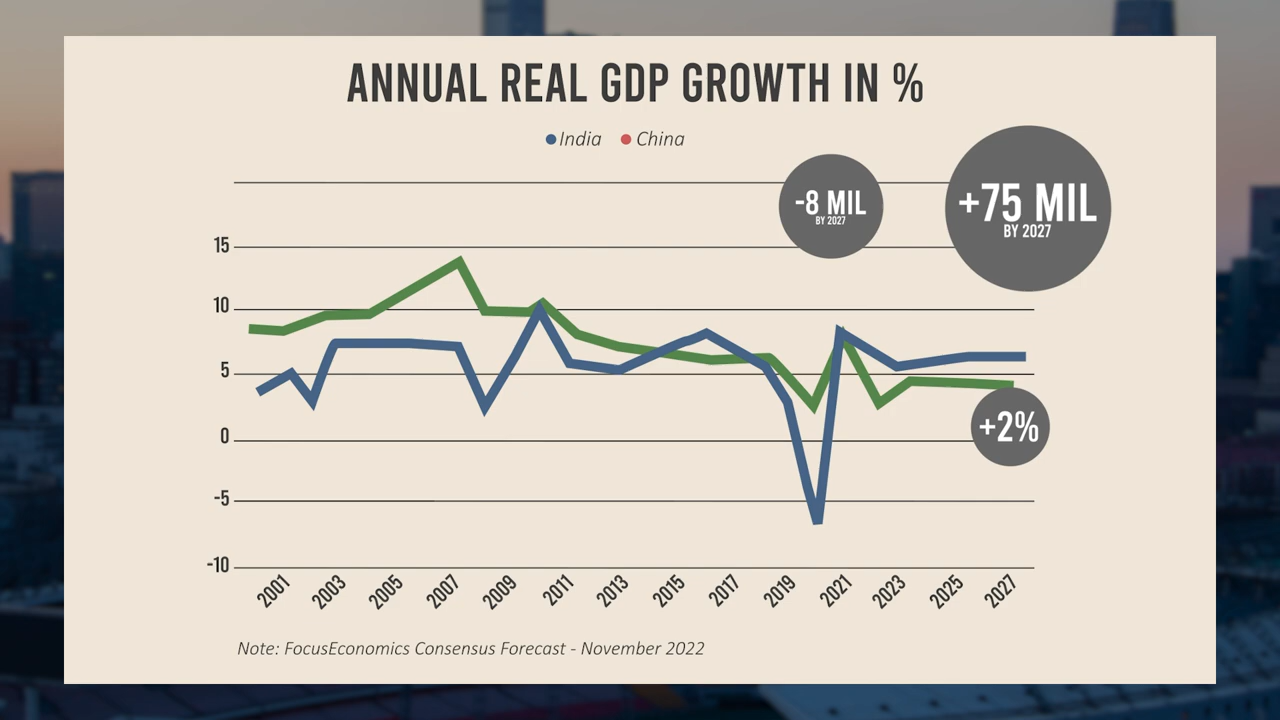 ANNUAL REAL GDP GROWTH IN %
India China
-8 MIL
BY 2027
+75 MIL
BY 2027
15
10
5
0
+2%
-5
-10
2001 2003 2005 2007 2009 2011 2013 2015 2017 2019 2021 2023 2025 2027
Note: FocusEconomics Consensus Forecast - November 2022